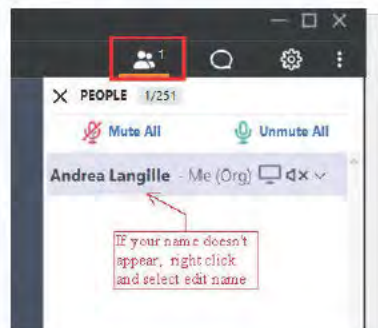 1
PEOPLE 1/251
Mute All Unmute All
Andrea Langille - Me (Org)
If your name doesn't
appear, right click
and select edit name